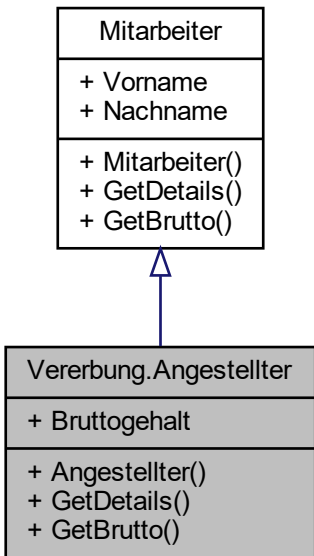 Mitarbeiter
+ Vorname
+ Nachname
+ Mitarbeiter()
+ GetDetails()
+ GetBrutto()
Vererbung.Angestellter
+ Bruttogehalt
+ Angestellter()
+ GetDetails()
+ GetBrutto()